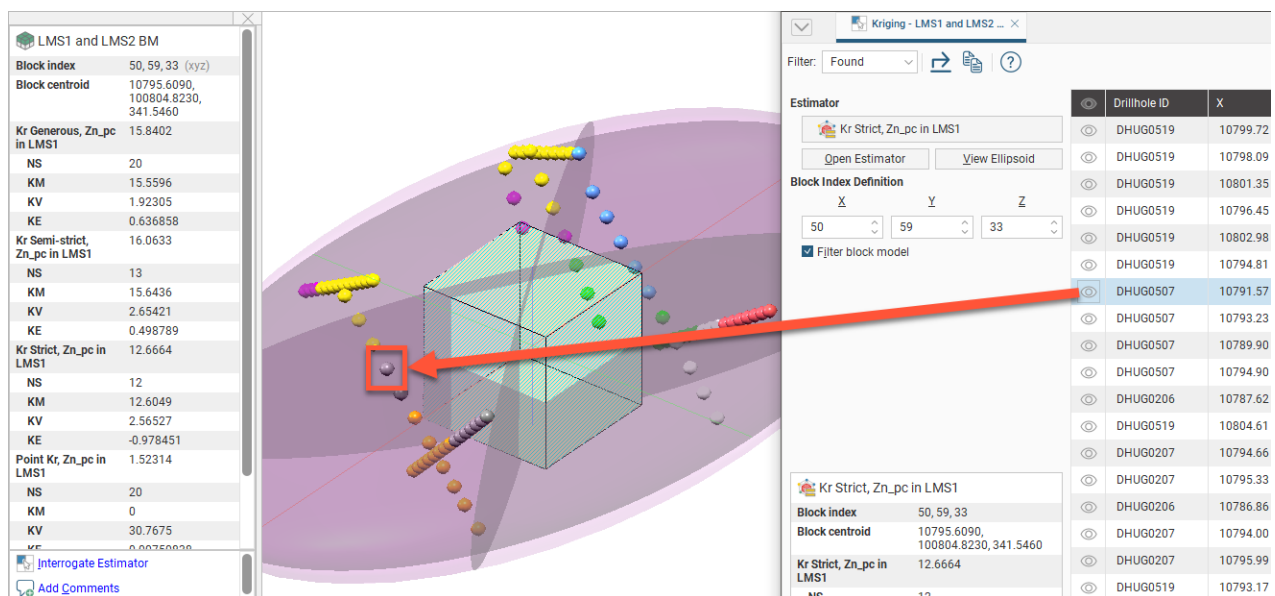 LMS1 and LMS2 BM
Block index 50, 59, 33 (xyz)
Block centroid 10795.6090,
100804.8230,
341.5460
Kr Generous, Zn_pc 15.8402
in LMS1
NS 20
KM 15.5596
KV 1.92305
KE 0.636858
Kr Semi-strict, 16.0633
Zn_pc in LMS1
NS 13
KM 15.6436
KV 2.65421
KE 0.498789
Kr Strict, Zn_pc in 12.6664
LMS1
NS 12
KM 12.6049
KV 2.56527
KE -0.978451
Point Kr, Zn_pc in 1.52314
LMS1
NS 20
KM 0
KV 30.7675
Interrogate Estimator
Add Comments
Kriging - LMS1 and LMS2 ...
Filter: Found
Estimator
Kr Strict, Zn_pc in LMS1
Open Estimator View Ellipsoid
Block Index Definition
X Y Z
50 59 33
Filter block model
Kr Strict, Zn_pc in LMS1
Block index 50, 59, 33
Block centroid 10795.6090,
100804.8230, 341.5460
Kr Strict, Zn_pc in 12.6664
LMS1
NS 12
Drillhole ID X
DHUG0519 10799.72
DHUG0519 10798.09
DHUG0519 10801.35
DHUG0519 10796.45
DHUG0519 10802.98
DHUG0519 10794.81
DHUG0507 10791.57
DHUG0507 10793.23
DHUG0507 10789.90
DHUG0507 10794.90
DHUG0206 10787.62
DHUG0519 10804.61
DHUG0207 10794.66
DHUG0207 10795.33
DHUG0206 10786.86
DHUG0207 10794.00
DHUG0207 10795.99
DHUG0519 10793.17